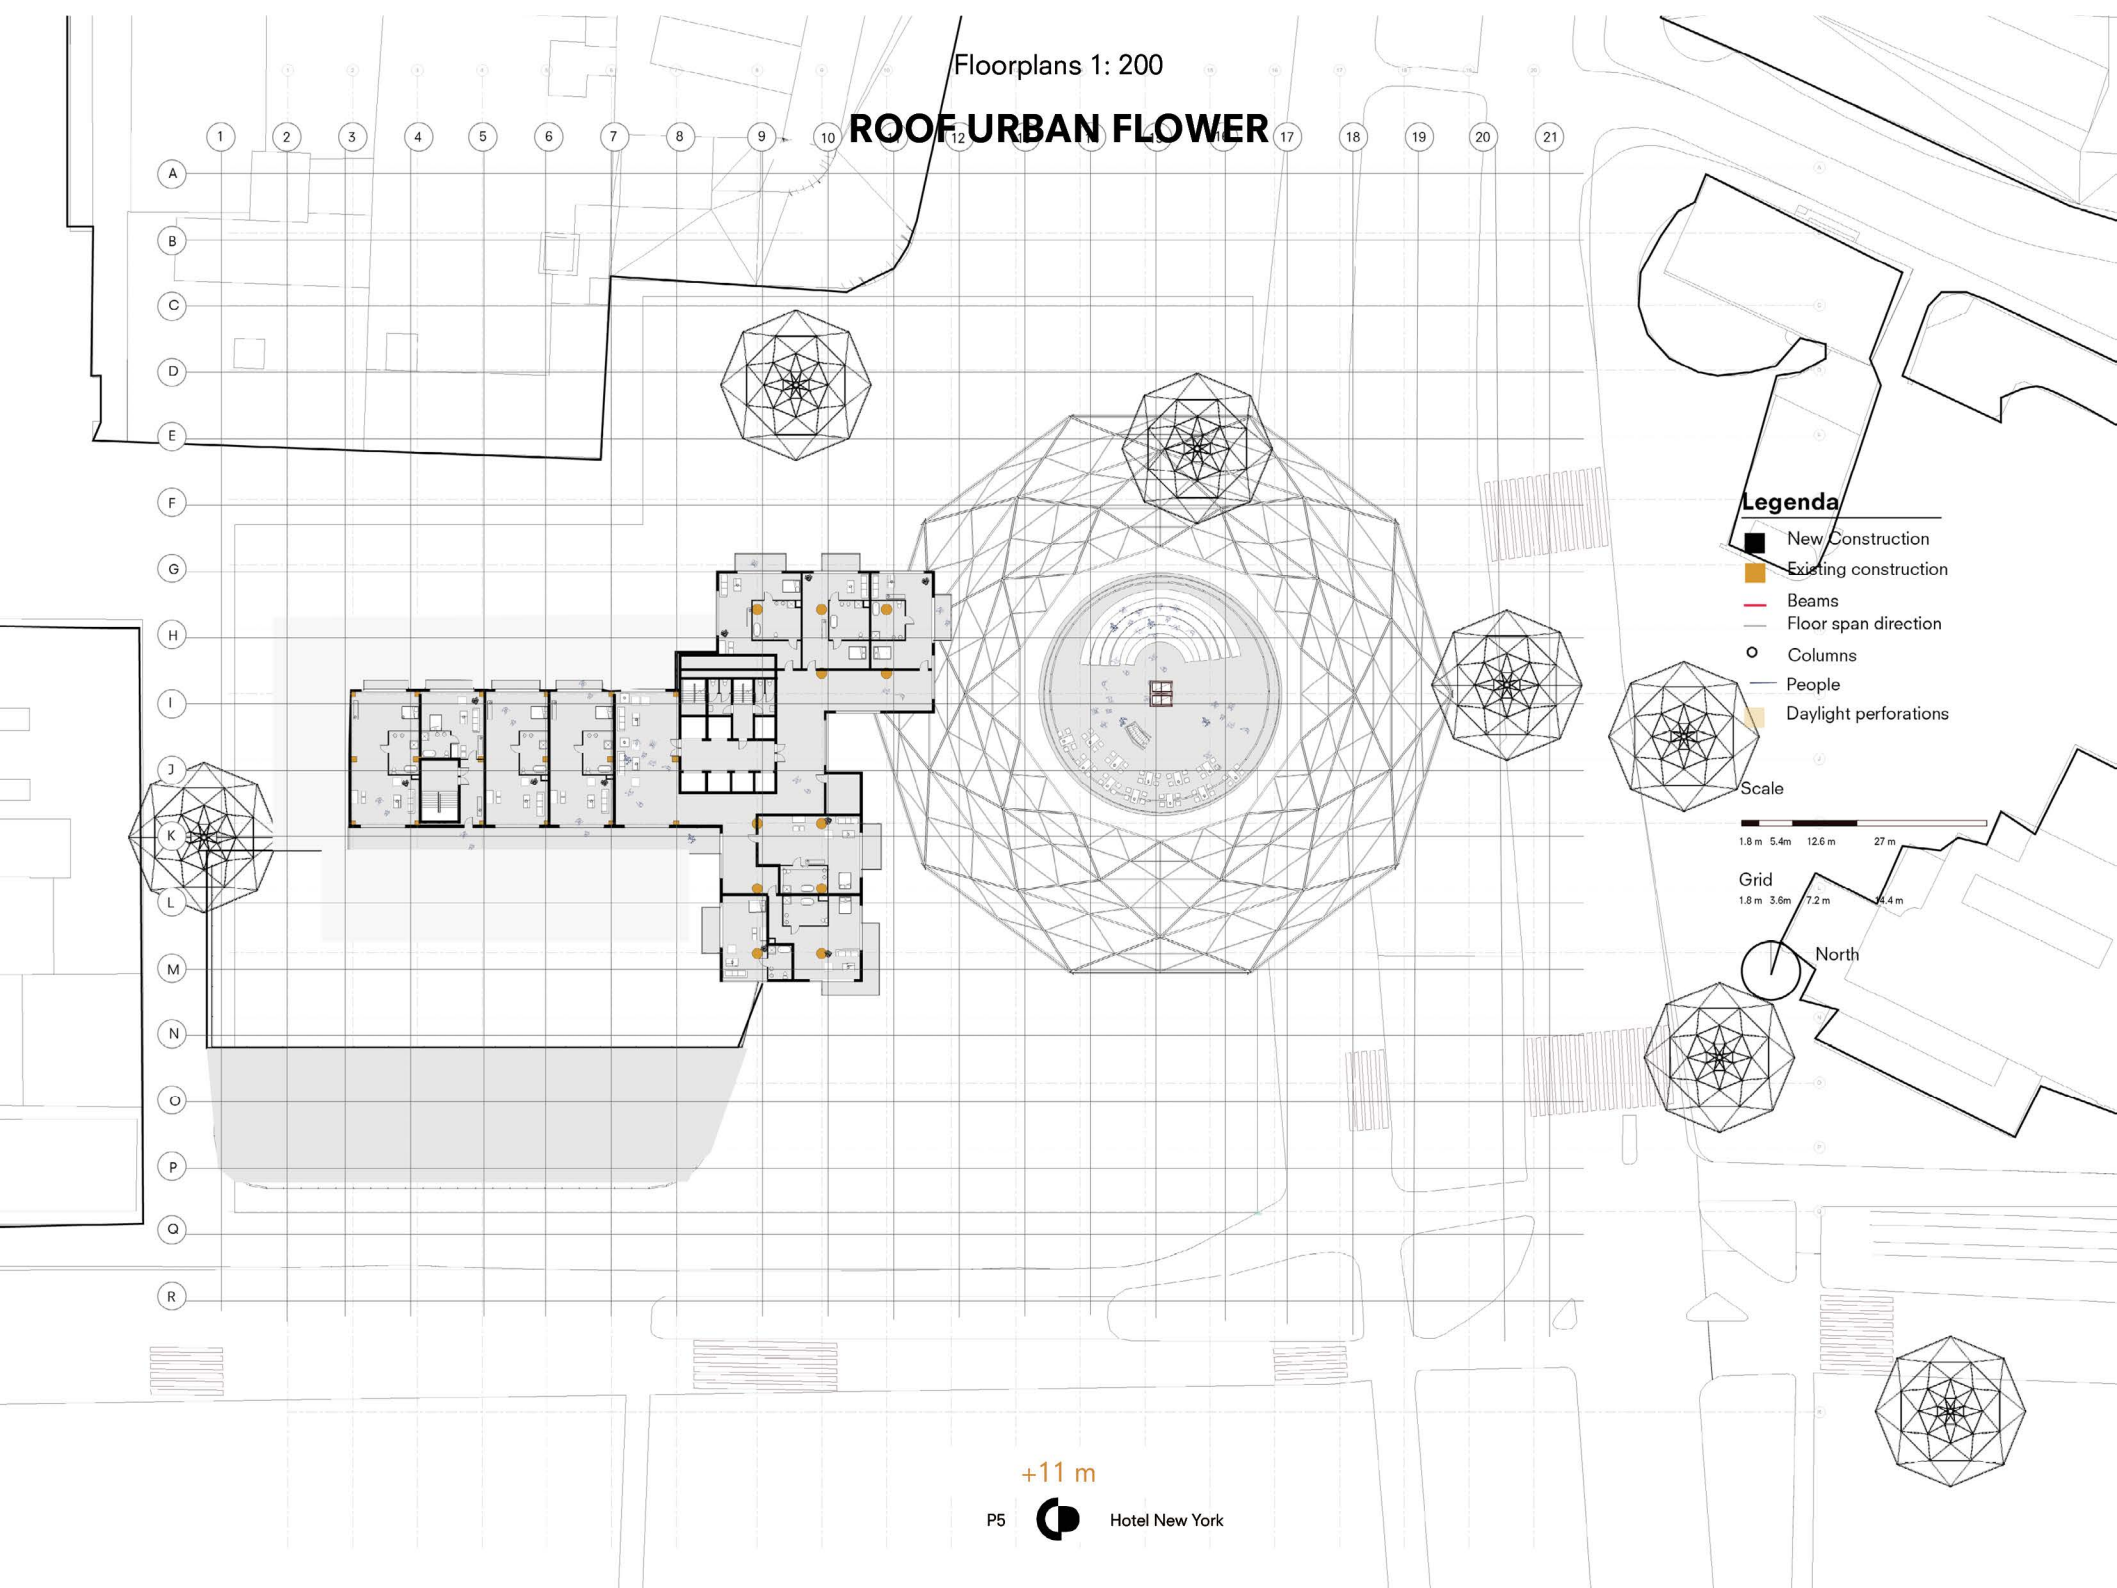 Floorplans 1: 200
ROOF URBAN FLOWER
1 2 3 4 5 6 7 8 9 10 12 17 18 19 20 21
A
B
C
D
E
F
G
H
I
J
K
L
M
N
O
P
Q
R
Legenda
New Construction
Existing construction
Beams
Floor span direction
Columns
People
Daylight perforations
Scale
1.8 m 5.4m 12.6 m 27 m
Grid
1.8 m 3.6m 7.2 m 14.4 m
North
+11 m
P5 Hotel New York